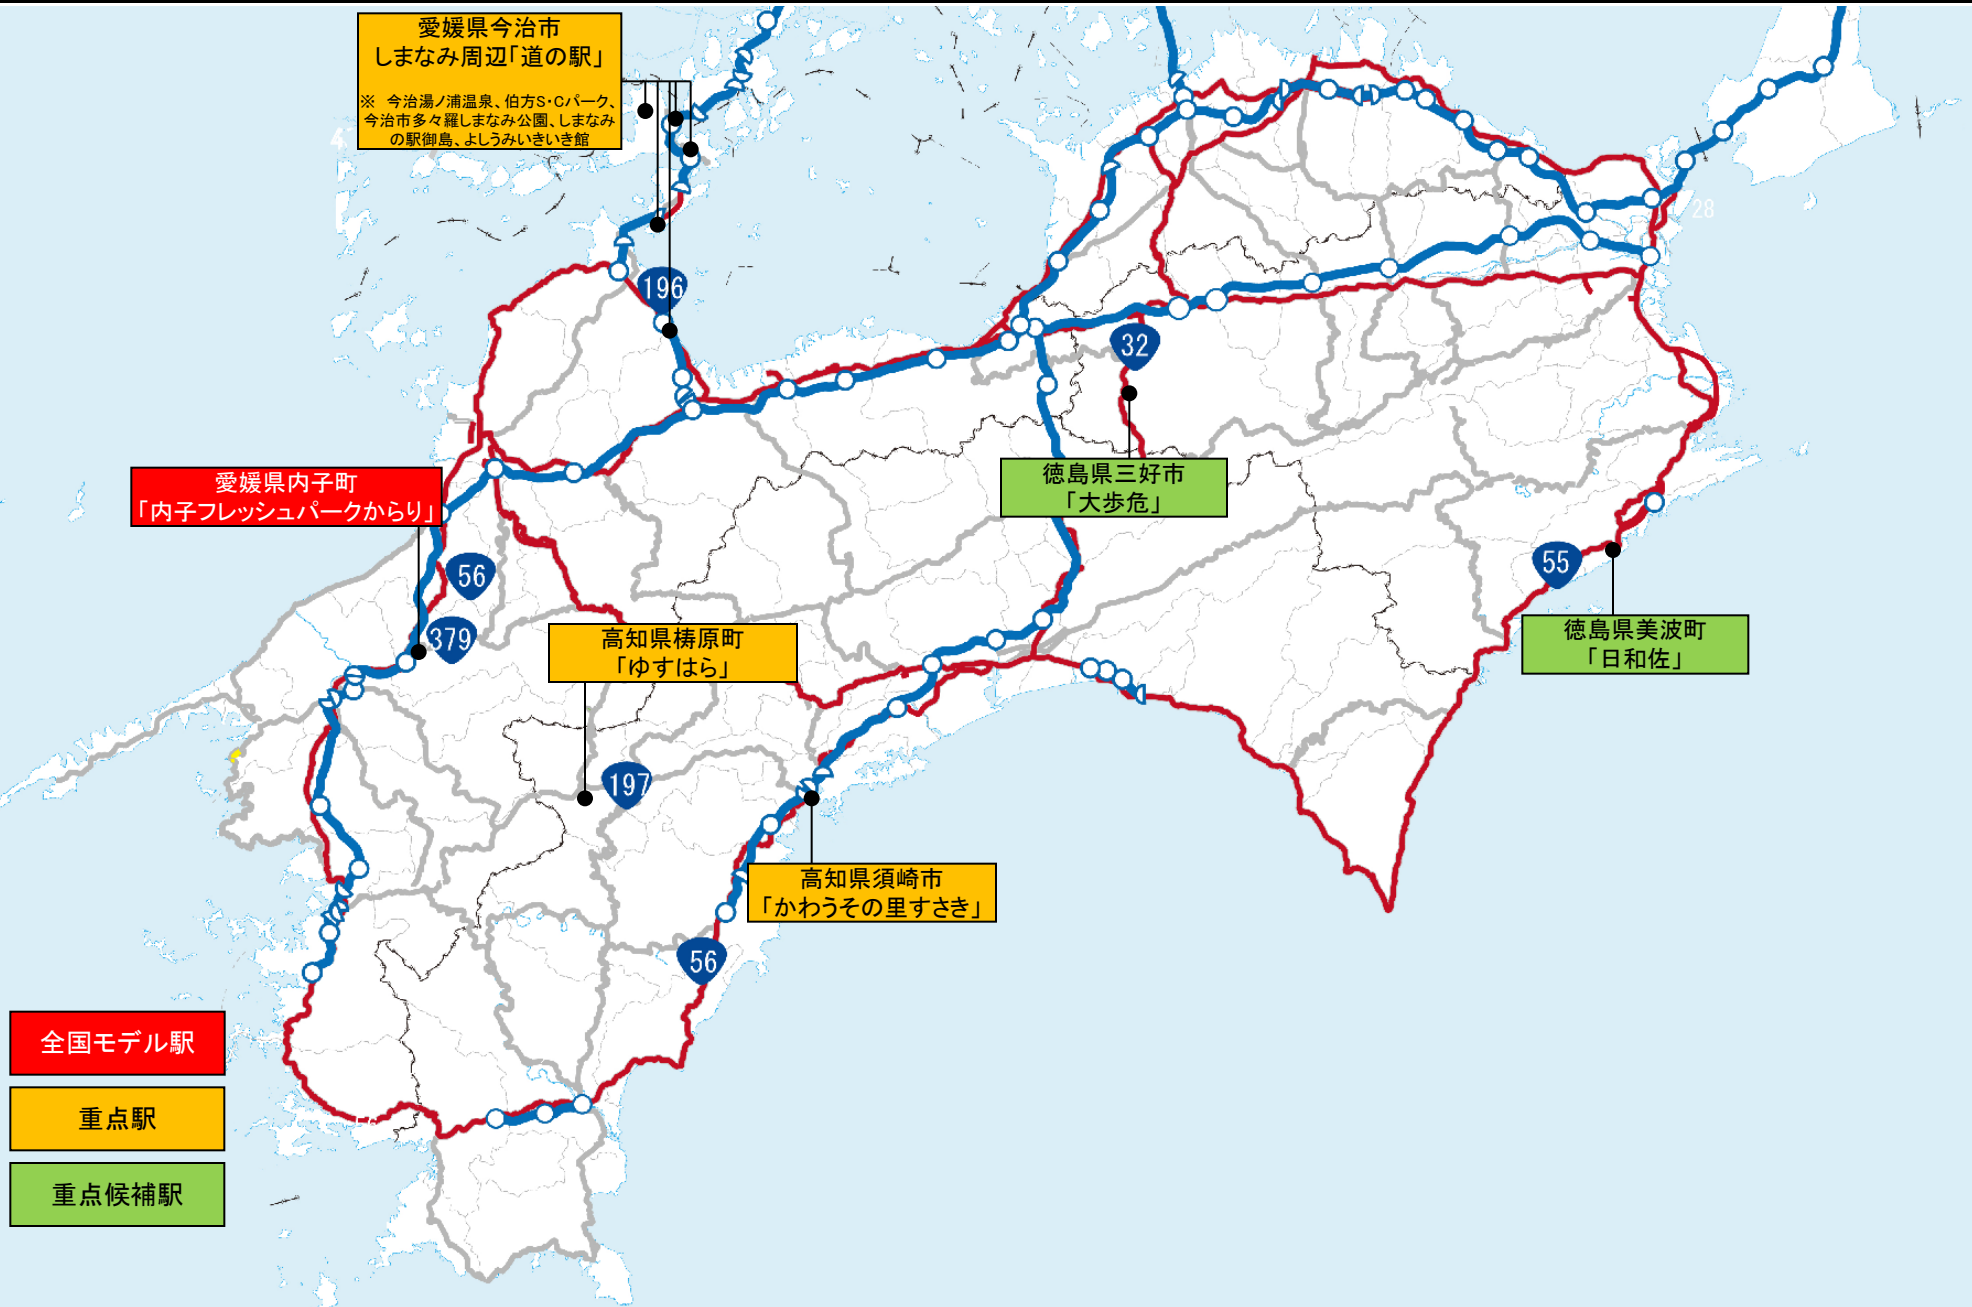 愛媛県今治市
しまなみ周辺「道の駅」
※ 今治湯ノ浦温泉、伯方S・Cパーク、
今治市多々羅しまなみ公園、しまなみ
の駅御島、よしうみいきいき館
28
196
32
愛媛県内子町
「内子フレッシュパークからり」
徳島県三好市
「大歩危」
56
55
379
高知県梼原町
「ゆすはら」
徳島県美波町
「日和佐」
197
高知県須崎市
「かわうその里すさき」
56
全国モデル駅
重点駅
重点候補駅